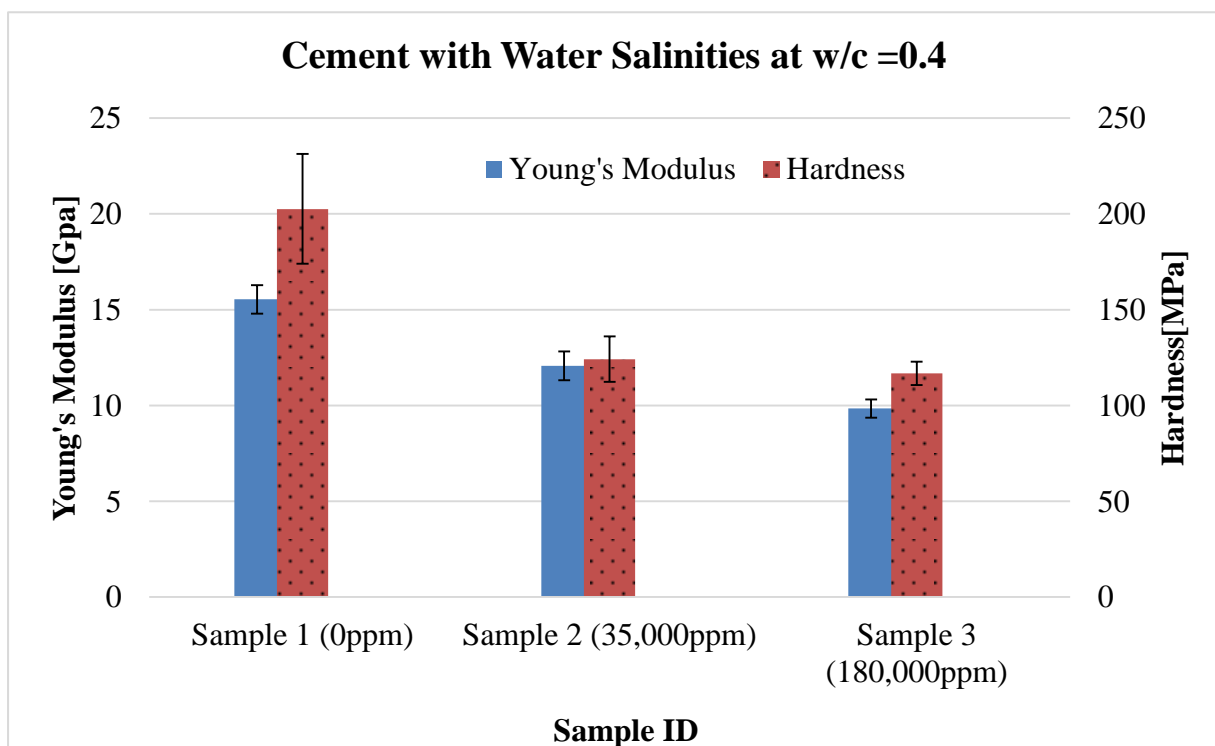 Cement with Water Salinities at w/c =0.4
Young's Modulus
Hardness
Young's Modulus [Gpa]
25
20
15
10
5
0
250
200
150
100
50
0
Hardness[MPa]
Sample 1 (0ppm)
Sample 2 (35,000ppm)
Sample 3
(180,000ppm)
Sample ID